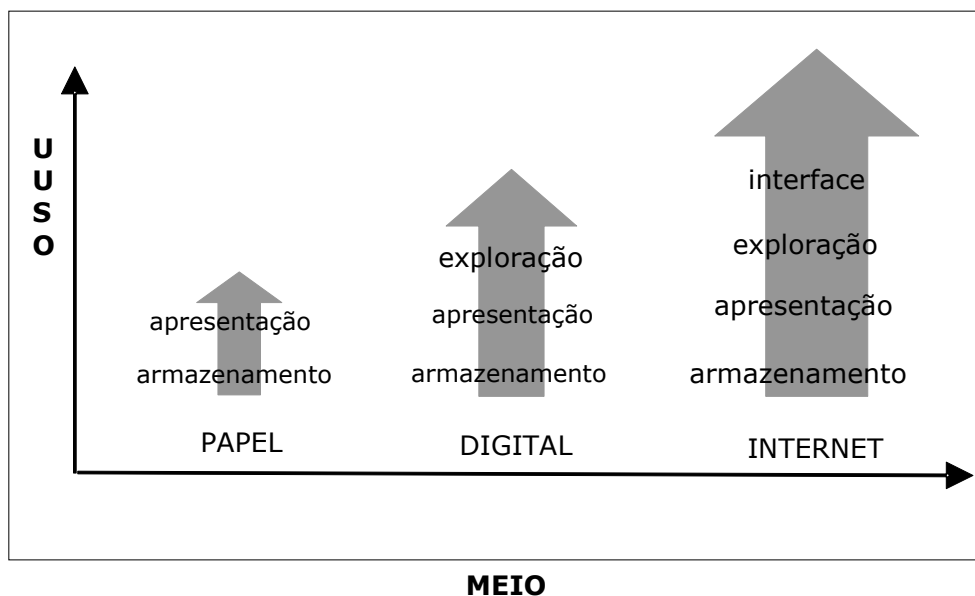 U
U
S
O
interface
exploração
apresentação
armazenamento
exploração
apresentação
armazenamento
apresentação
armazenamento
PAPEL
DIGITAL
INTERNET
MEIO